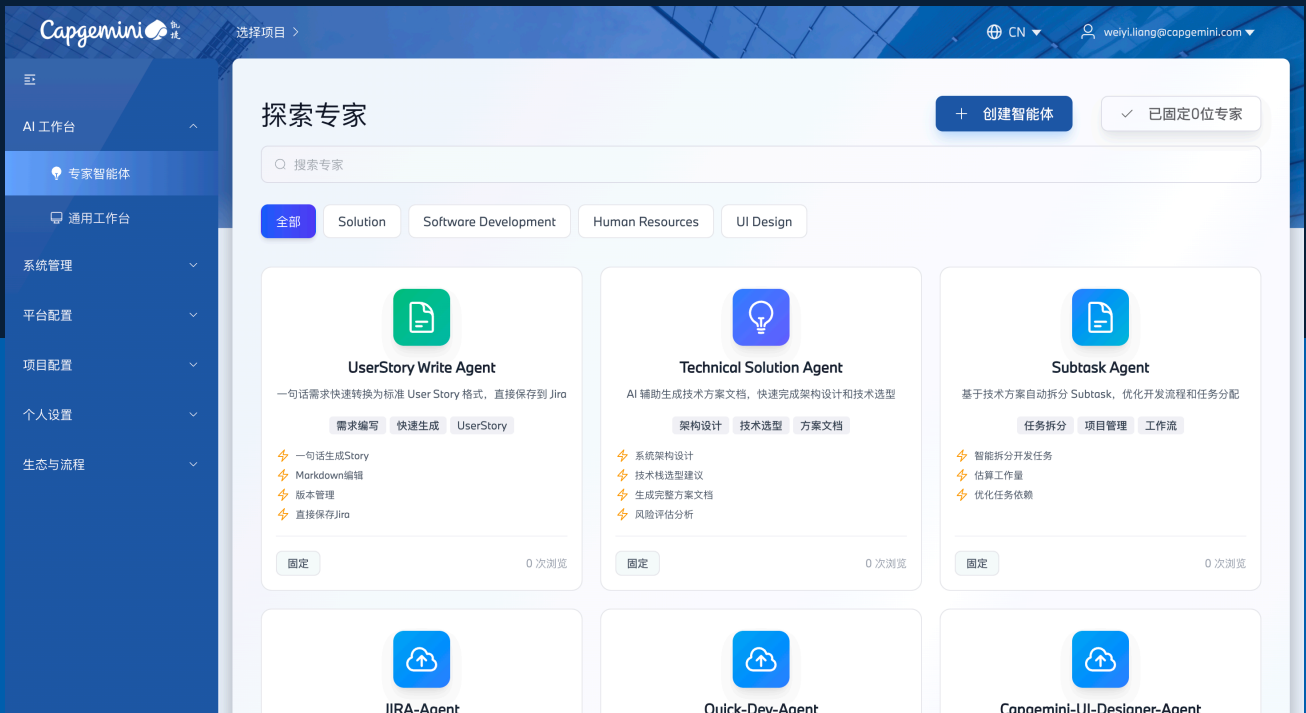 Capgemini 凯捷
选择项目
CN
weiyi.liang@capgemini.com
AI 工作台
专家智能体
通用工作台
系统管理
平台配置
项目配置
个人设置
生态与流程
探索专家
创建智能体
已固定0位专家
搜索专家
全部
Solution
Software Development
Human Resources
UI Design
UserStory Write Agent
一句话需求快速转换为标准 User Story 格式，直接保存到 Jira
需求编写 快速生成 UserStory
一句话生成Story
Markdown编辑
版本管理
直接保存Jira
固定
0 次浏览
Technical Solution Agent
AI 辅助生成技术方案文档，快速完成架构设计和技术选型
架构设计 技术选型 方案文档
系统架构设计
技术栈选型建议
生成完整方案文档
风险评估分析
固定
0 次浏览
Subtask Agent
基于技术方案自动拆分 Subtask，优化开发流程和任务分配
任务拆分 项目管理 工作流
智能拆分开发任务
估算工作量
优化任务依赖
固定
0 次浏览
JIRA-Agent
Quick-Dev-Agent
Capgemini-UI-Designer-Agent